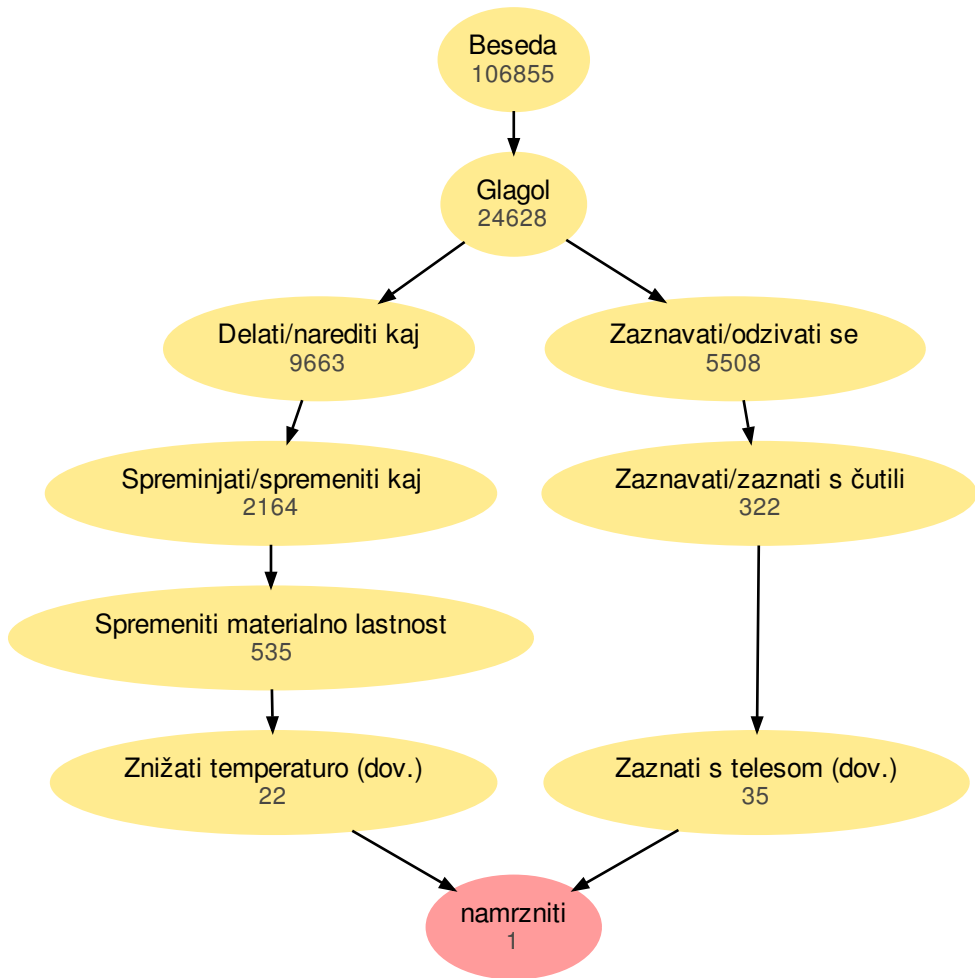 Beseda
106855
Glagol
24628
Delati/narediti kaj
9663
Zaznavati/odzivati se
5508
Spreminjati/spremeniti kaj
2164
Zaznavati/zaznati s čutili
322
Spremeniti materialno lastnost
535
Znižati temperaturo (dov.)
22
Zaznati s telesom (dov.)
35
namrzniti
1